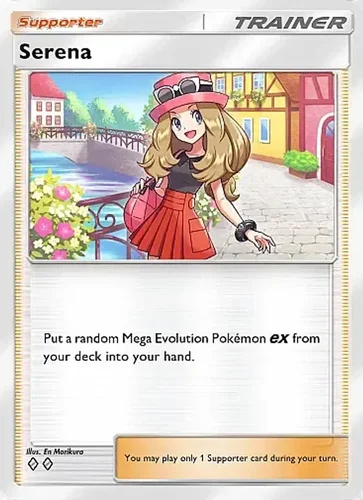 Supporter
TRAINER
Serena
Put a random Mega Evolution Pokémon ex from
your deck into your hand.
Illus. En Morikura
You may play only 1 Supporter card during your turn.